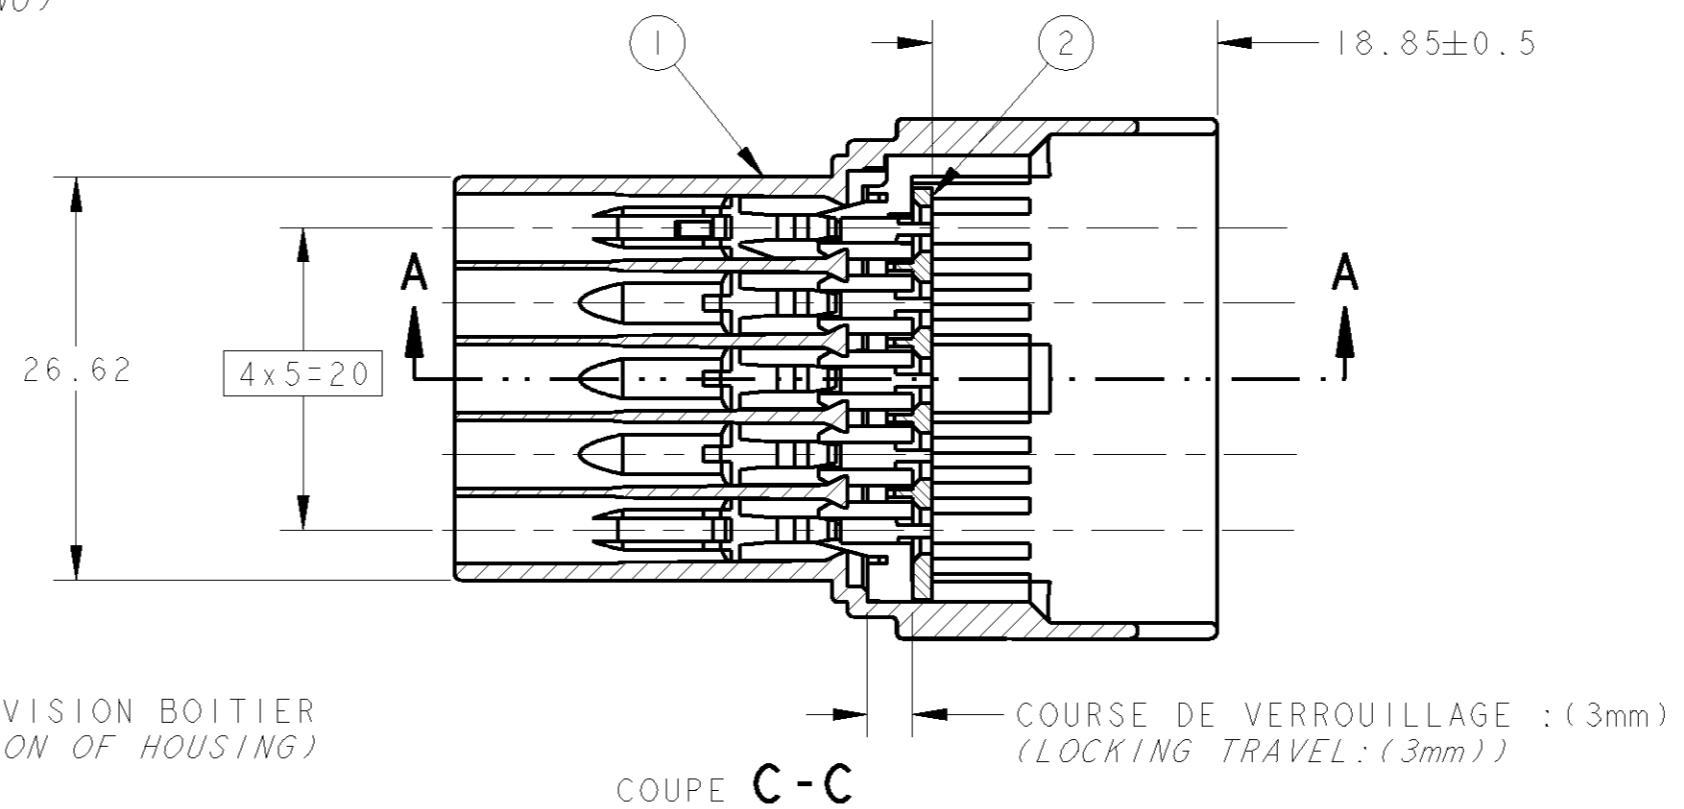 NO)
1
2
18.85±0.5
A
A
26.62
4x5=20
VISION BOITIER
ON OF HOUSING)
COURSE DE VERROUILLAGE :(3mm)
(LOCKING TRAVEL:(3mm))
COUPE C-C